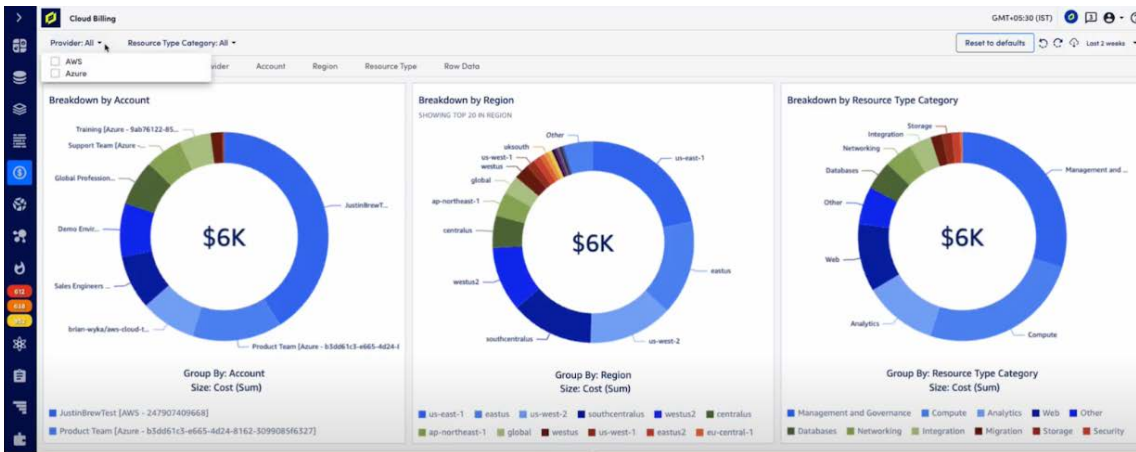 Cloud Billing
GMT+05:30 (IST)
Provider: All
Resource Type Category: All
Reset to defaults
Last 2 weeks
AWS
Azure
Account
Region
Resource Type
Raw Data
Breakdown by Account
Training [Azure - 9ab76122-85...
Support Team [Azure -...
Global Profession...
Demo Envir...
Sales Engineers ...
brian-wyka/aws-cloud-t...
JustinBrewT...
Product Team [Azure - b3dd61c3-e665-4d24-8
$6K
Group By: Account
Size: Cost (Sum)
JustinBrewTest [AWS - 247907409668]
Product Team [Azure - b3dd61c3-e665-4d24-8162-3099085f6327]
Breakdown by Region
SHOWING TOP 20 IN REGION
Other
uksouth
us-west-1
westus
global
ap-northeast-1
centralus
westus2
southcentralus
us-east-1
eastus
us-west-2
$6K
Group By: Region
Size: Cost (Sum)
us-east-1 eastus us-west-2 southcentralus westus2 centralus
ap-northeast-1 global westus us-west-1 eastus2 eu-central-1
Breakdown by Resource Type Category
Storage
Integration
Networking
Databases
Other
Web
Analytics
Management and ...
Compute
$6K
Group By: Resource Type Category
Size: Cost (Sum)
Management and Governance Compute Analytics Web Other
Databases Networking Integration Migration Storage Security
612